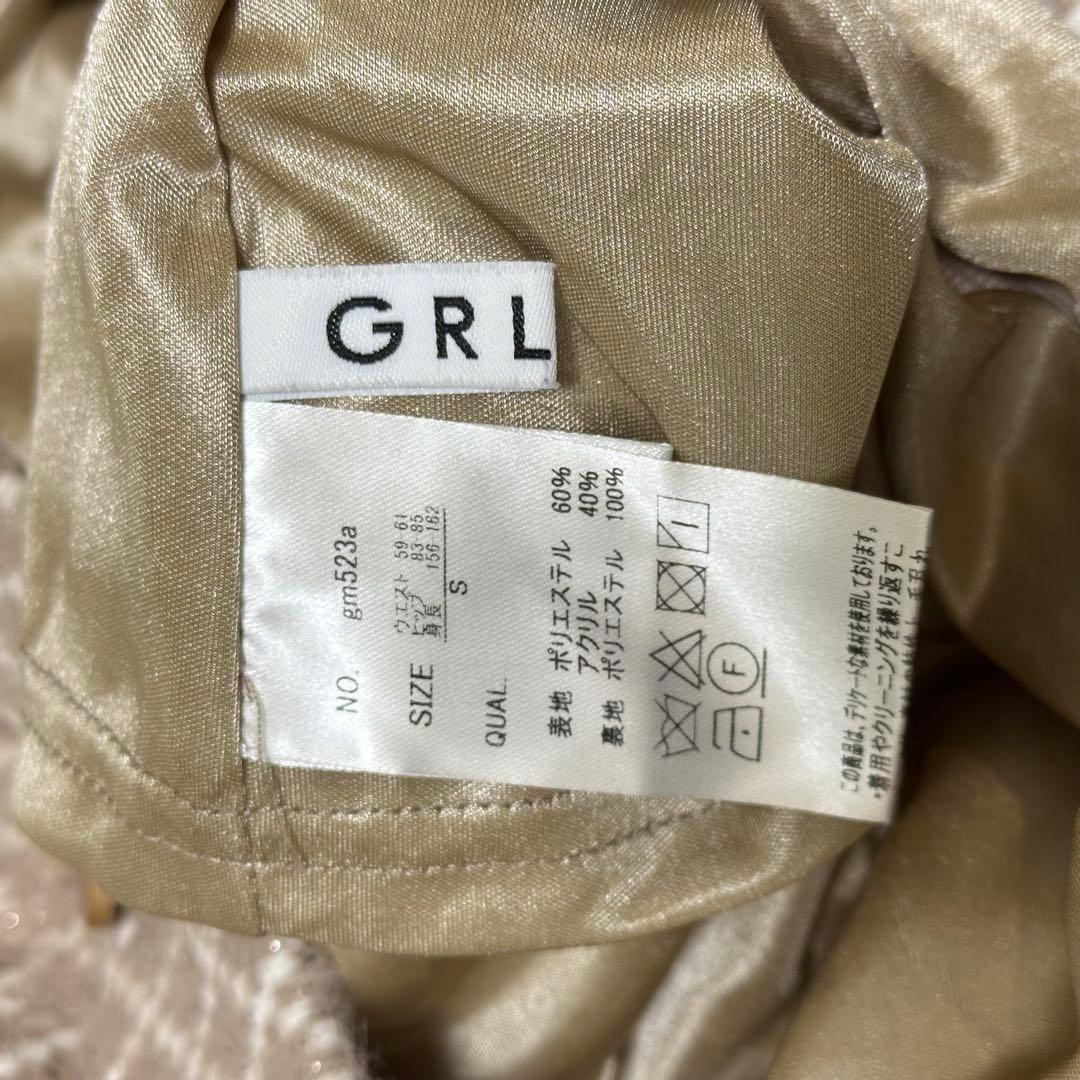 GRL
NO. gm523a
ウエスト 59 61
ヒップ 83 85
身長 156 162
SIZE S
QUAL.
表地 ポリエステル 60%
アクリル 40%
裏地 ポリエステル 100%
F
この商品は、デリケートな素材を使用しております。
*着用やクリーニングを繰り返すこ